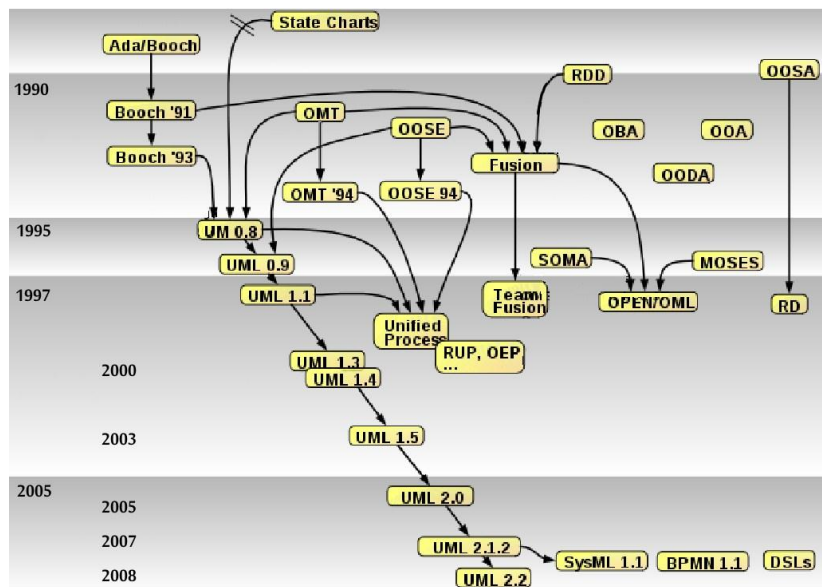 State Charts
Ada/Booch
OOSA
RDD
1990
Booch '91
OMT
OOSE
OBA
OOA
Booch '93
Fusion
OODA
OMT '94
OOSE 94
1995
UM 0.8
UML 0.9
SOMA
MOSES
1997
UML 1.1
Team
Fusion
OPEN/OML
RD
Unified
Process
RUP, OEP
...
UML 1.3
2000
UML 1.4
2003
UML 1.5
2005
UML 2.0
2005
2007
UML 2.1.2
SysML 1.1
BPMN 1.1
DSLs
2008
UML 2.2